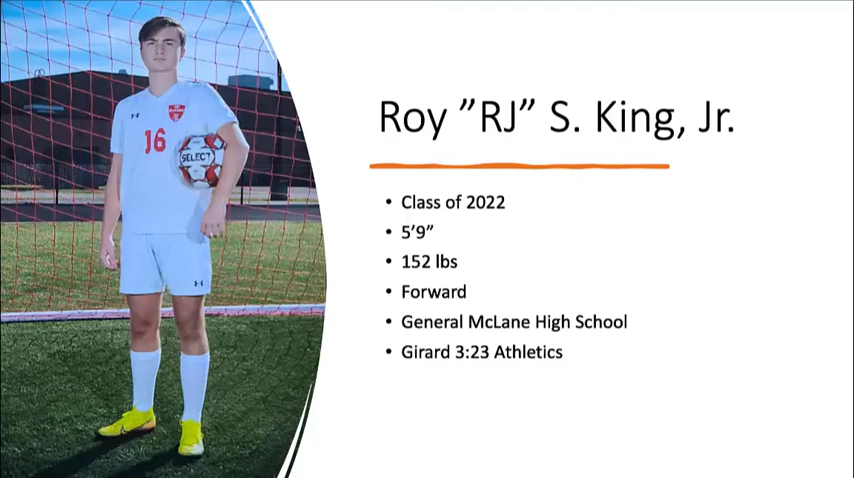 Roy ”RJ” S. King, Jr.
• Class of 2022
• 5’9”
• 152 lbs
• Forward
• General McLane High School
• Girard 3:23 Athletics
16
SELECT